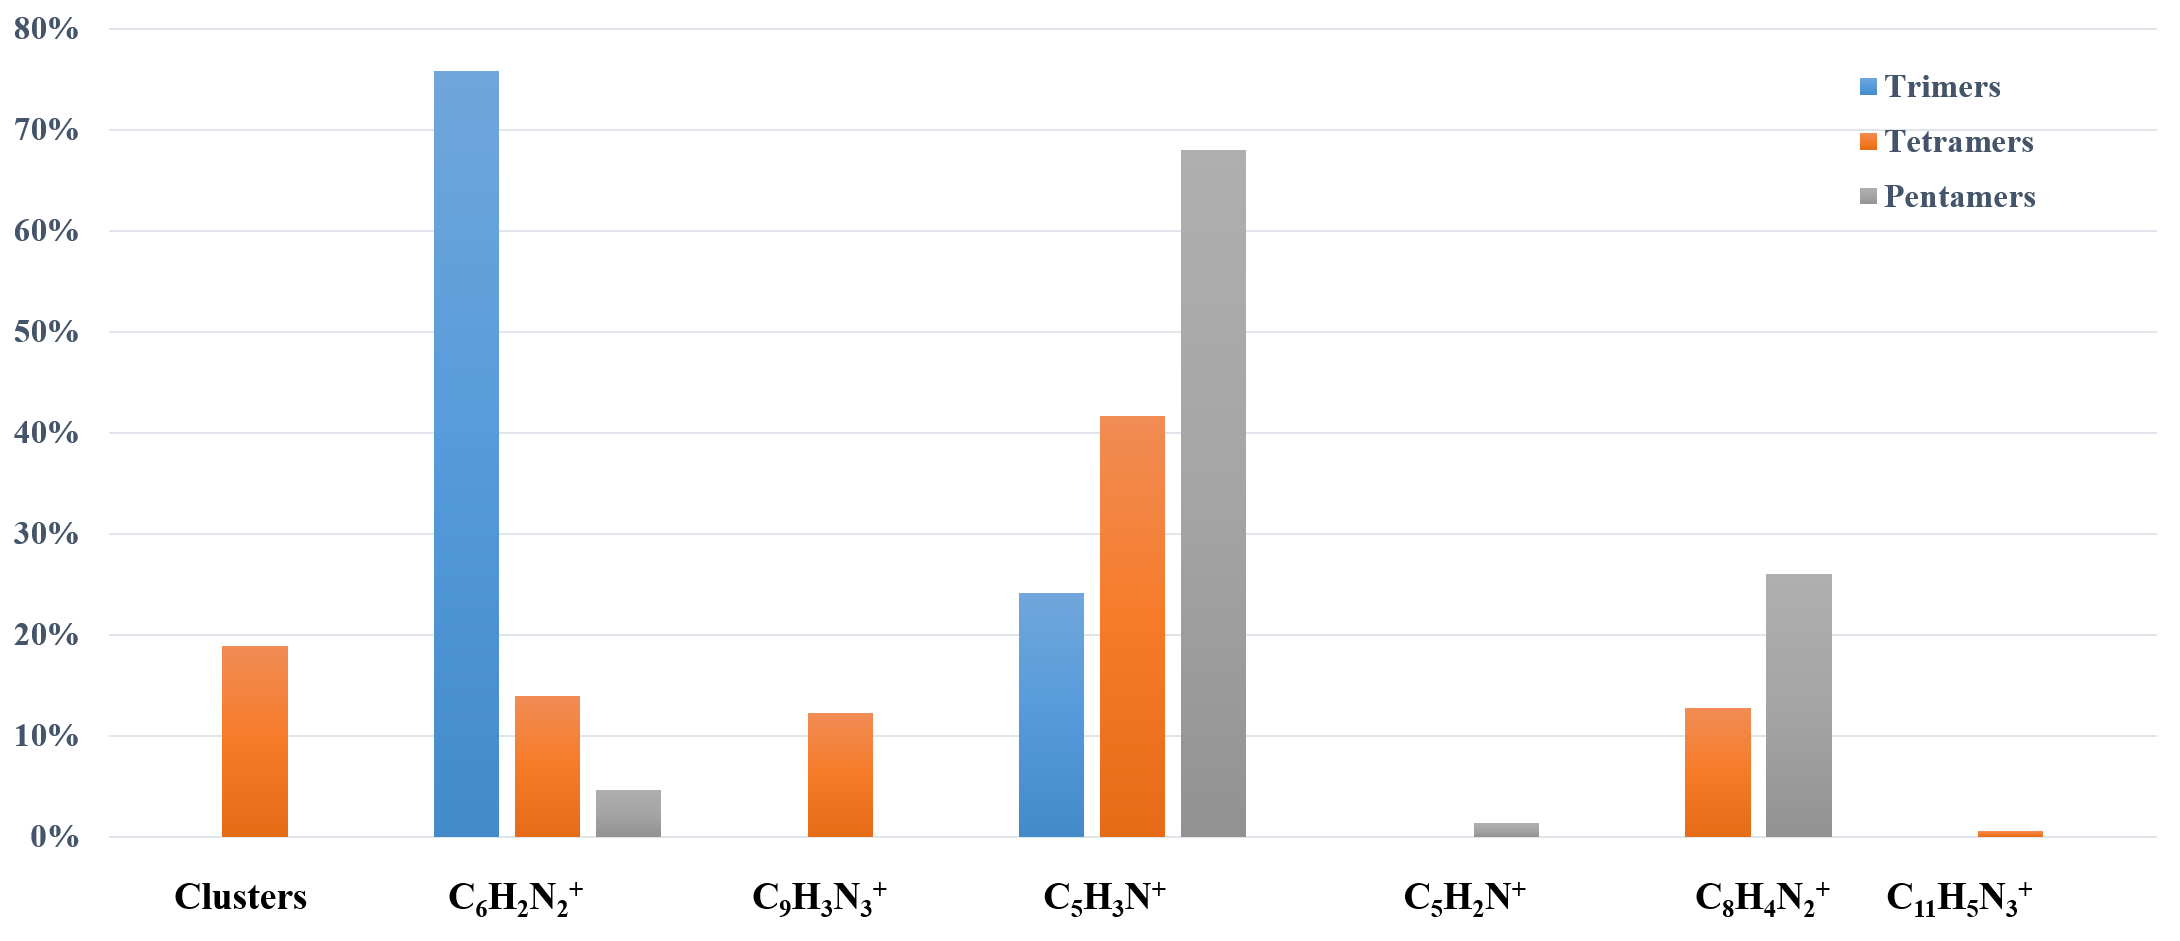 80%
70%
60%
50%
40%
30%
20%
10%
0%
Trimers
Tetramers
Pentamers
Clusters C₆H₂N₂⁺ C₉H₃N₃⁺ C₅H₃N⁺ C₅H₂N⁺ C₈H₄N₂⁺ C₁₁H₅N₃⁺